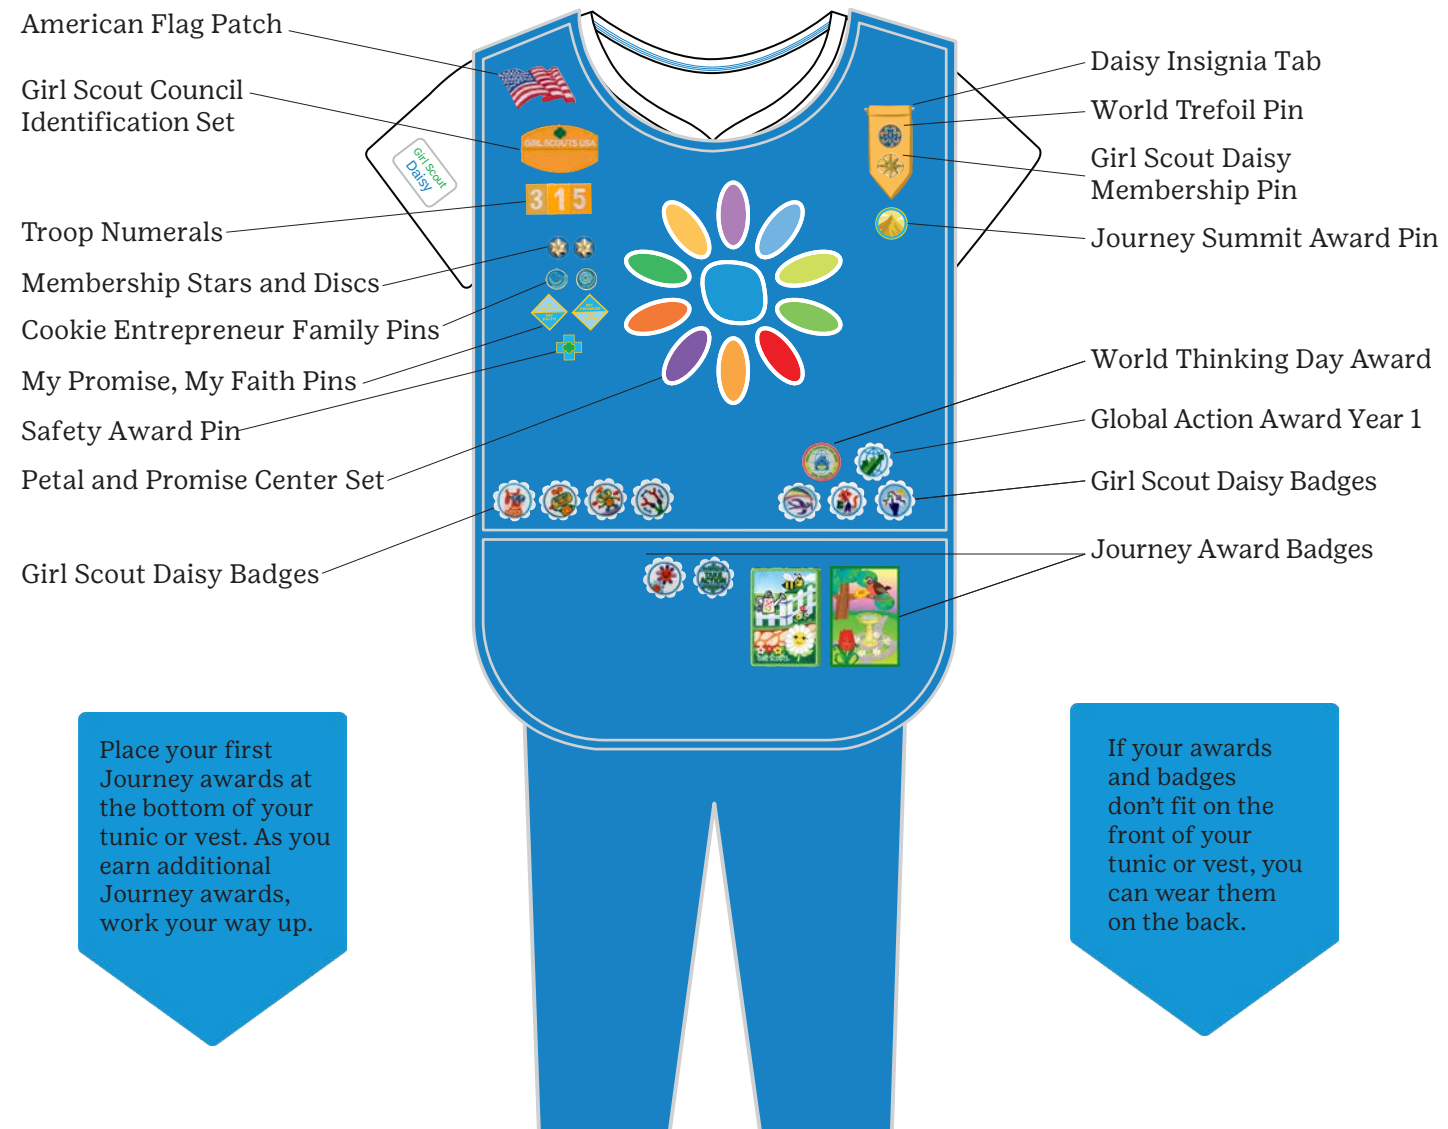 American Flag Patch
Girl Scout Council
Identification Set
Troop Numerals
Membership Stars and Discs
Cookie Entrepreneur Family Pins
My Promise, My Faith Pins
Safety Award Pin
Petal and Promise Center Set
Girl Scout Daisy Badges
Girl Scout
Daisy
GIRL SCOUTS USA
315
TAKE
ACTION
Daisy Insignia Tab
World Trefoil Pin
Girl Scout Daisy
Membership Pin
Journey Summit Award Pin
World Thinking Day Award
Global Action Award Year 1
Girl Scout Daisy Badges
Journey Award Badges
Place your first
Journey awards at
the bottom of your
tunic or vest. As you
earn additional
Journey awards,
work your way up.
If your awards
and badges
don’t fit on the
front of your
tunic or vest, you
can wear them
on the back.